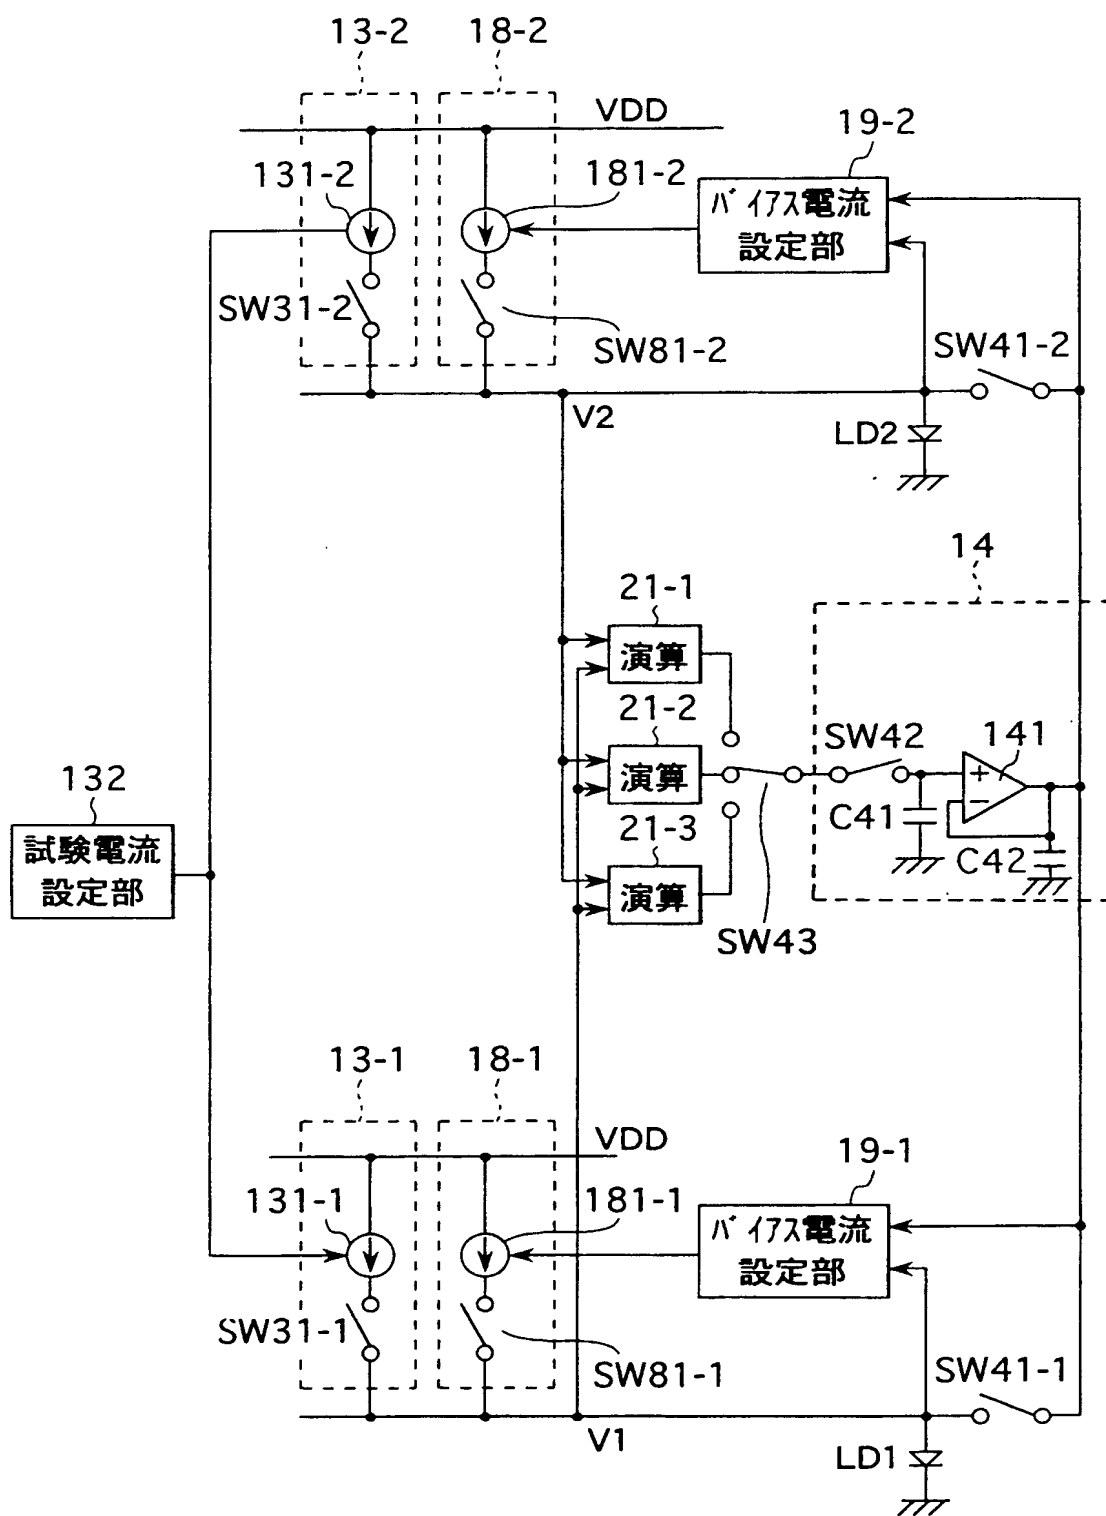 13-2
18-2
VDD
19-2
131-2
181-2
バイアス電流
設定部
SW31-2
SW81-2
SW41-2
V2
LD2
14
21-1
演算
21-2
SW42
141
132
演算
+
−
C41
試験電流
設定部
21-3
C42
演算
SW43
13-1
18-1
VDD
19-1
131-1
181-1
バイアス電流
設定部
SW31-1
SW81-1
SW41-1
V1
LD1